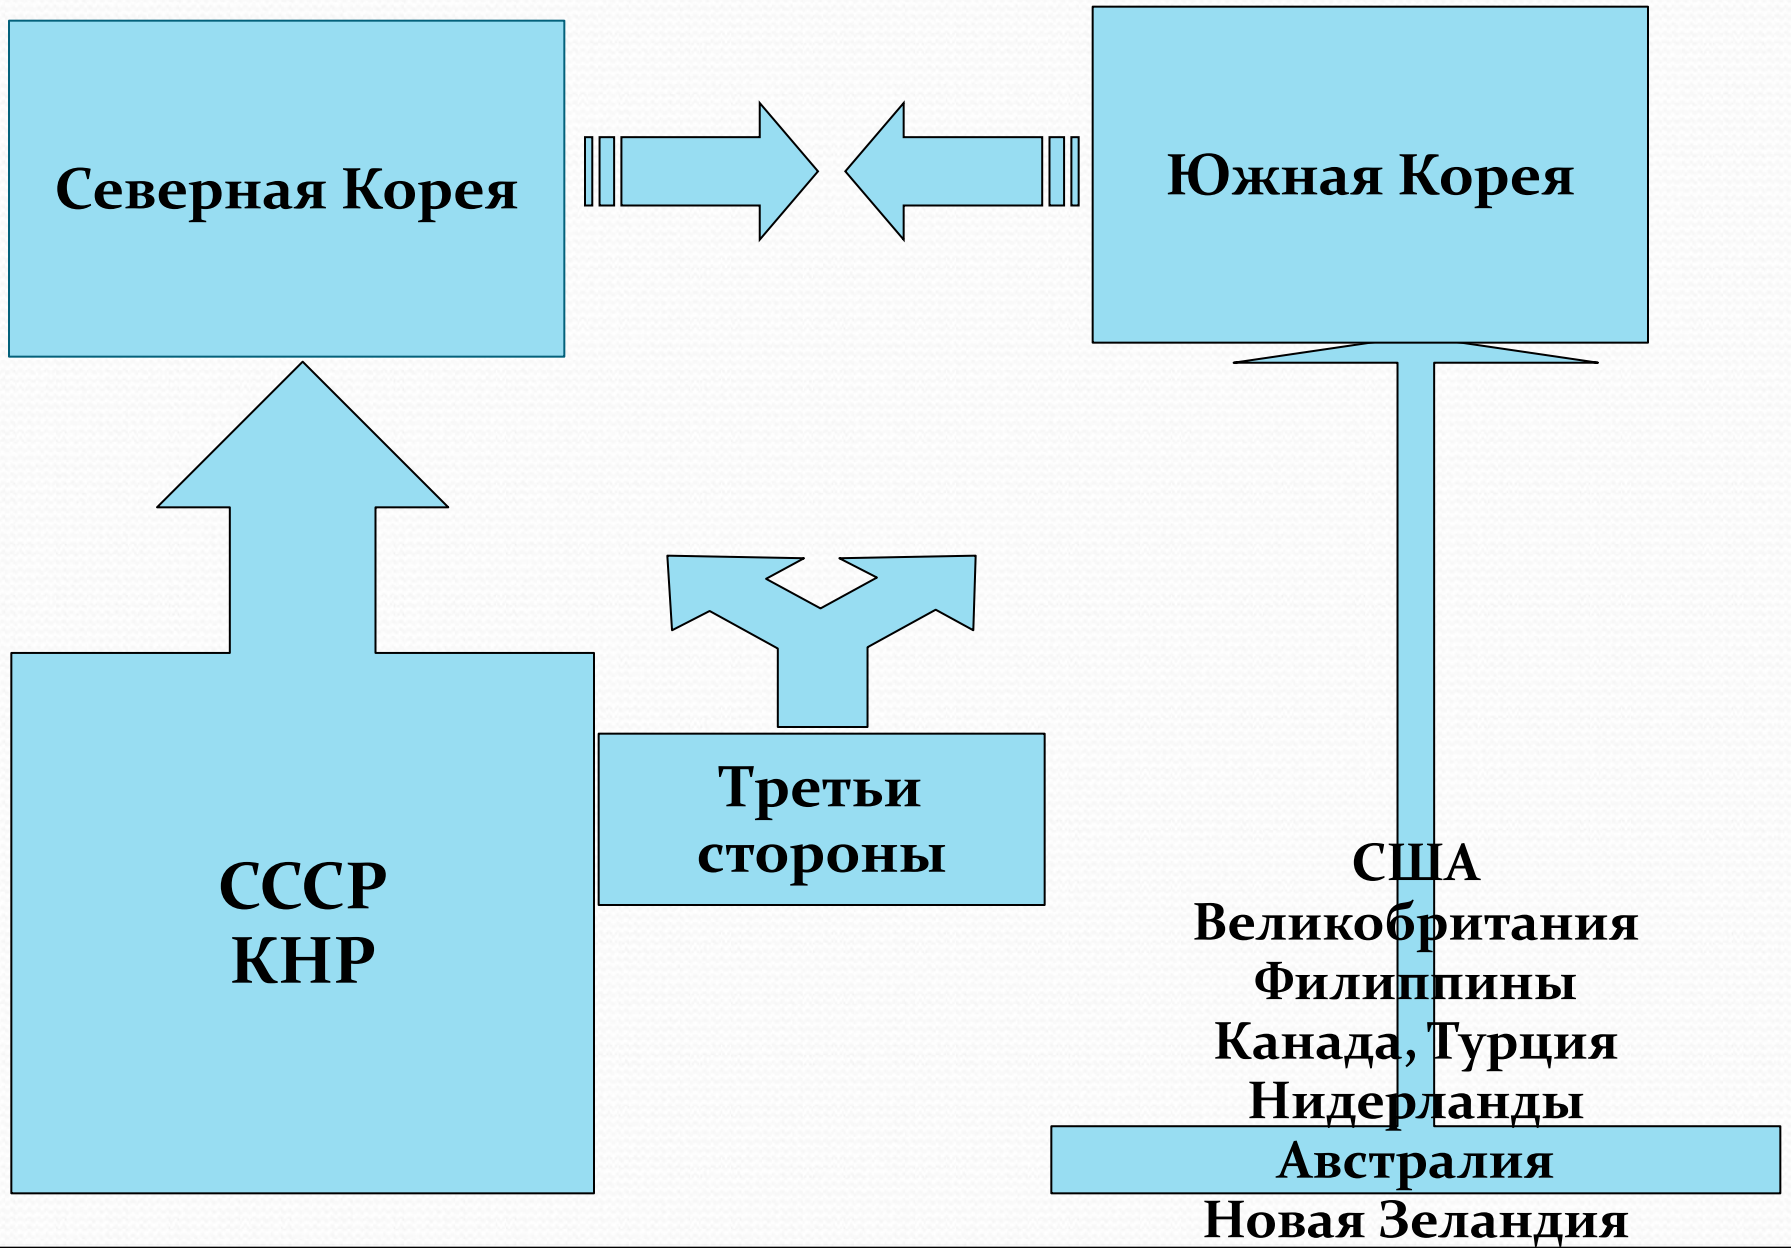 Северная Корея
Южная Корея
СССР
КНР
Третьи
стороны
США
Великобритания
Филиппины
Канада, Турция
Нидерланды
Австралия
Новая Зеландия